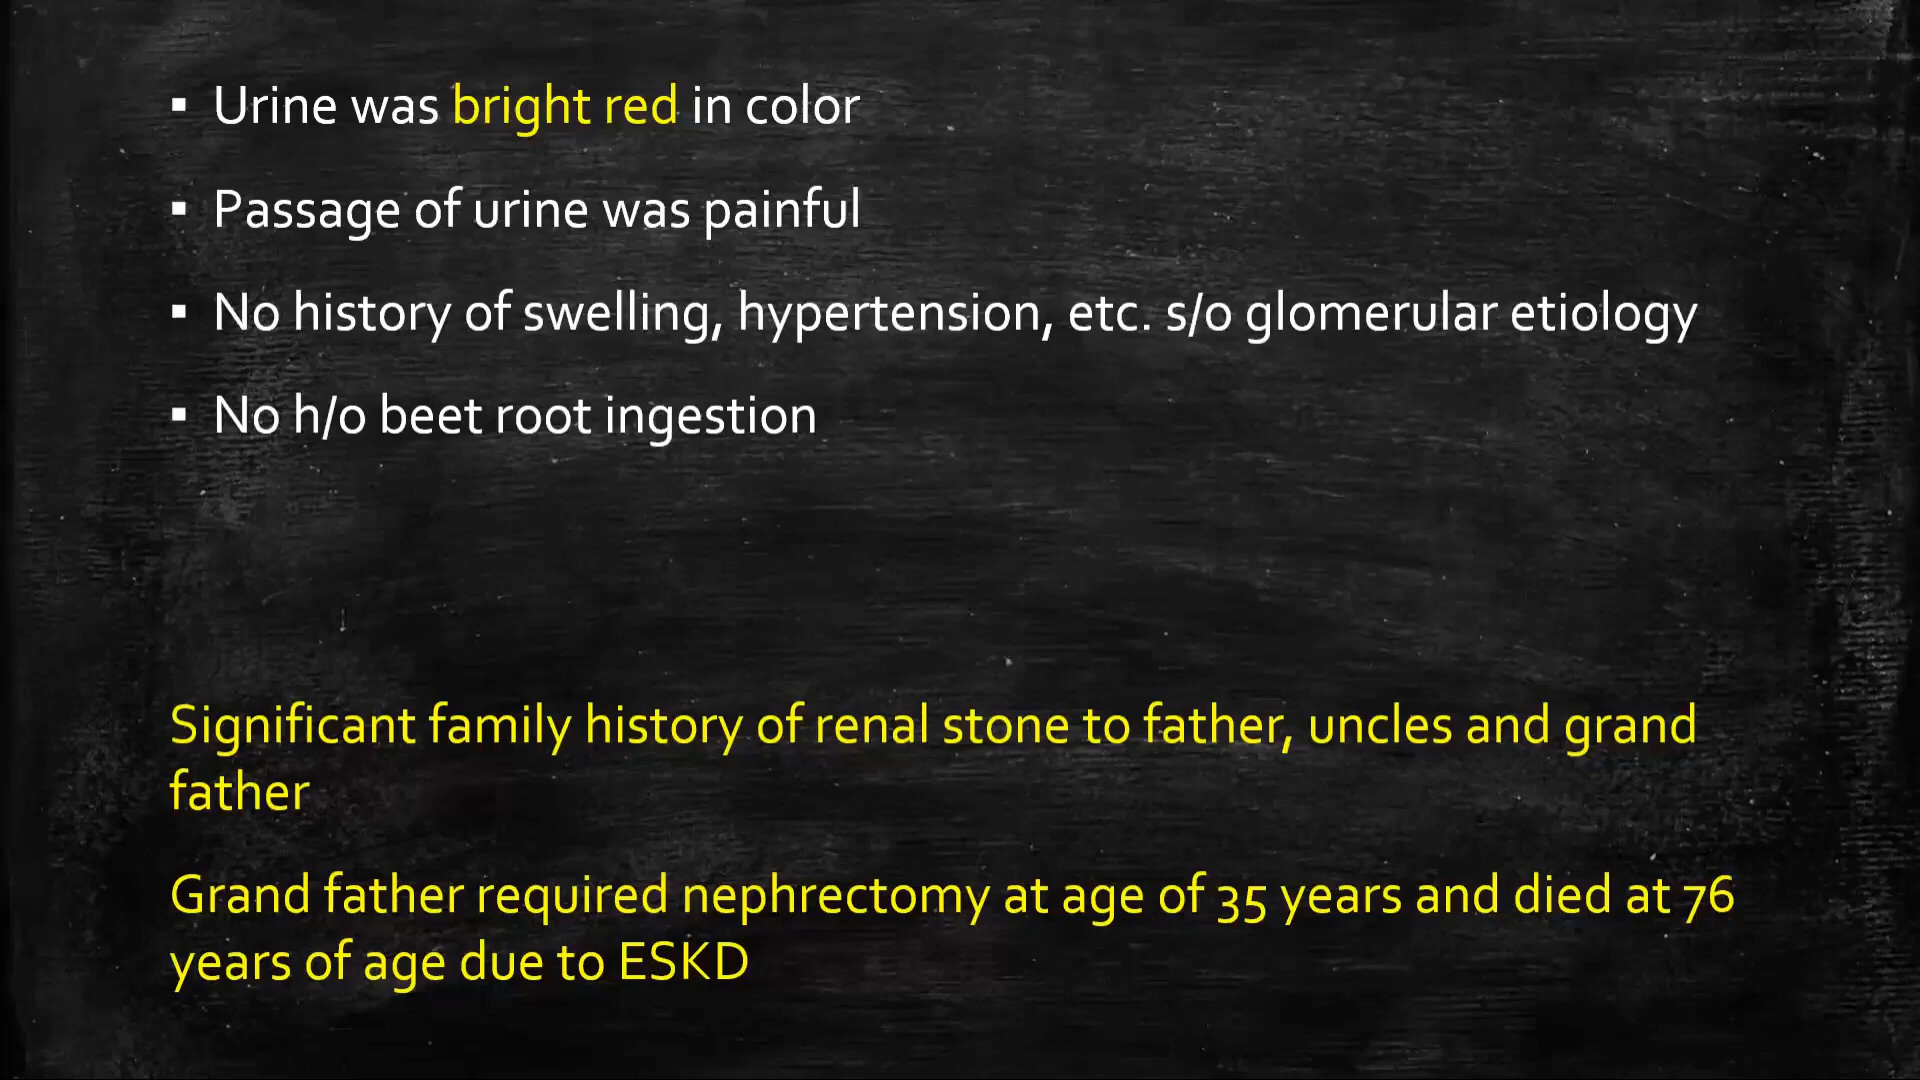 ▪ Urine was bright red in color
▪ Passage of urine was painful
▪ No history of swelling, hypertension, etc. s/o glomerular etiology
▪ No h/o beet root ingestion
Significant family history of renal stone to father, uncles and grand
father
Grand father required nephrectomy at age of 35 years and died at 76
years of age due to ESKD